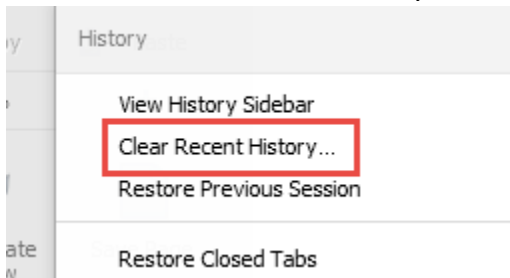 History
View History Sidebar
Clear Recent History...
Restore Previous Session
Restore Closed Tabs